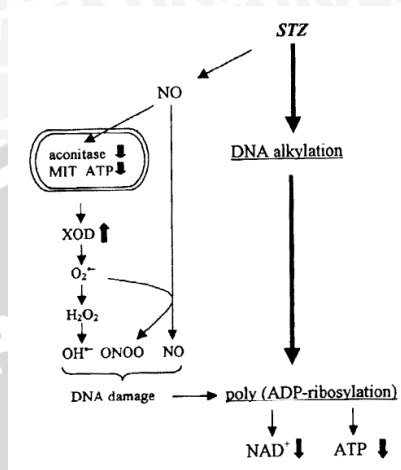 STZ
NO
aconitase
MIT ATP
DNA alkylation
XOD
O₂•⁻
H₂O₂
OH•⁻ ONOO NO
DNA damage
poly (ADP-ribosylation)
NAD⁺ ATP